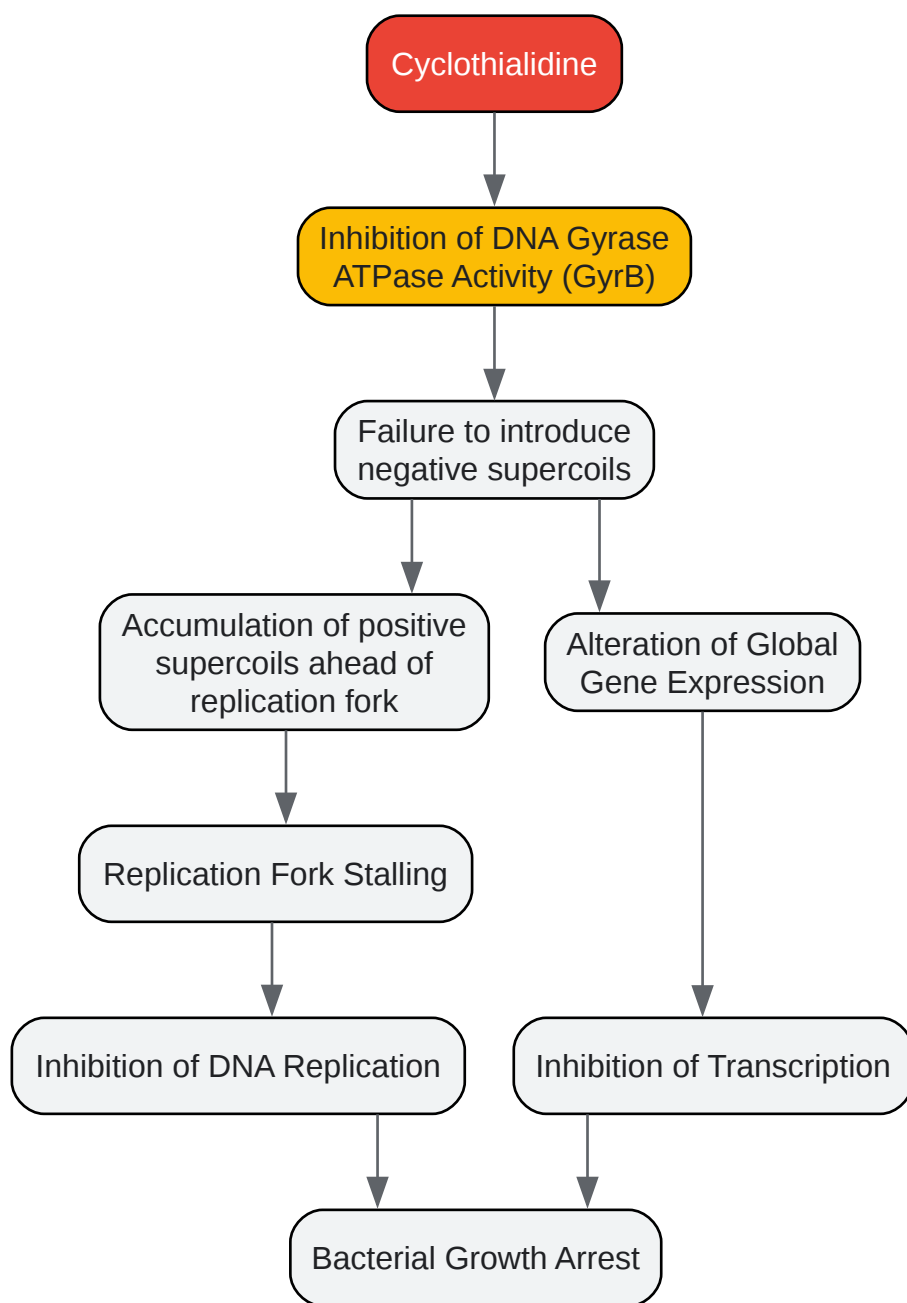 Cyclothialidine
Inhibition of DNA Gyrase
ATPase Activity (GyrB)
Failure to introduce
negative supercoils
Accumulation of positive
supercoils ahead of
replication fork
Alteration of Global
Gene Expression
Replication Fork Stalling
Inhibition of DNA Replication
Inhibition of Transcription
Bacterial Growth Arrest